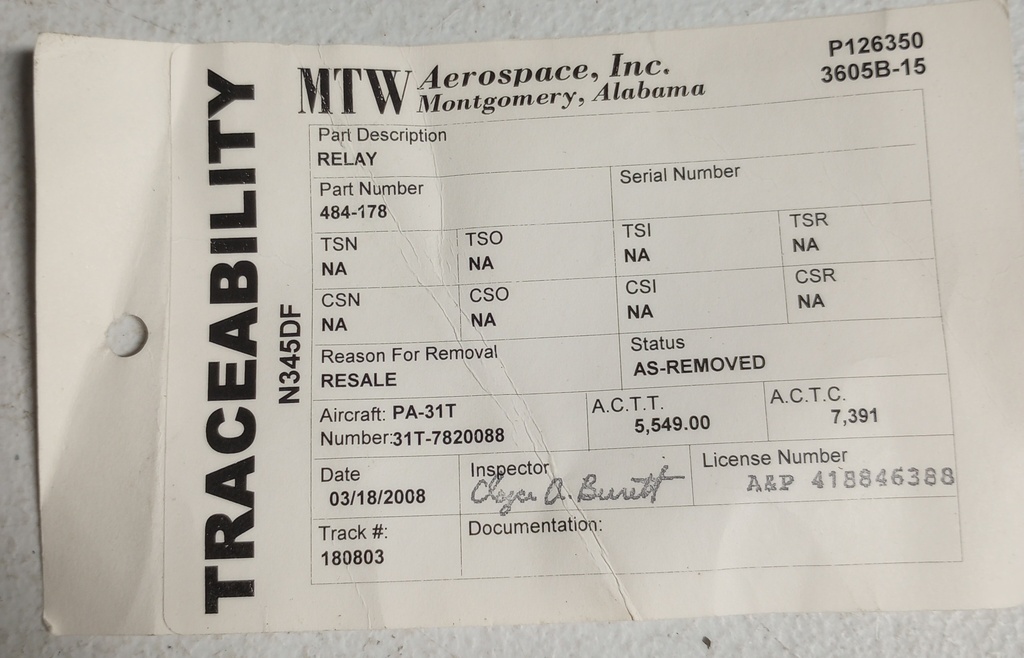 TRACEABILITY
N345DF
MTW Aerospace, Inc.
Montgomery, Alabama
P126350
3605B-15
Part Description
RELAY
Part Number
484-178
Serial Number
TSN
NA
TSO
NA
TSI
NA
TSR
NA
CSN
NA
CSO
NA
CSI
NA
CSR
NA
Reason For Removal
RESALE
Status
AS-REMOVED
Aircraft: PA-31T
Number:31T-7820088
A.C.T.T.
5,549.00
A.C.T.C.
7,391
Date
03/18/2008
Inspector
A.
License Number
A&P 418846388
Track #:
180803
Documentation: